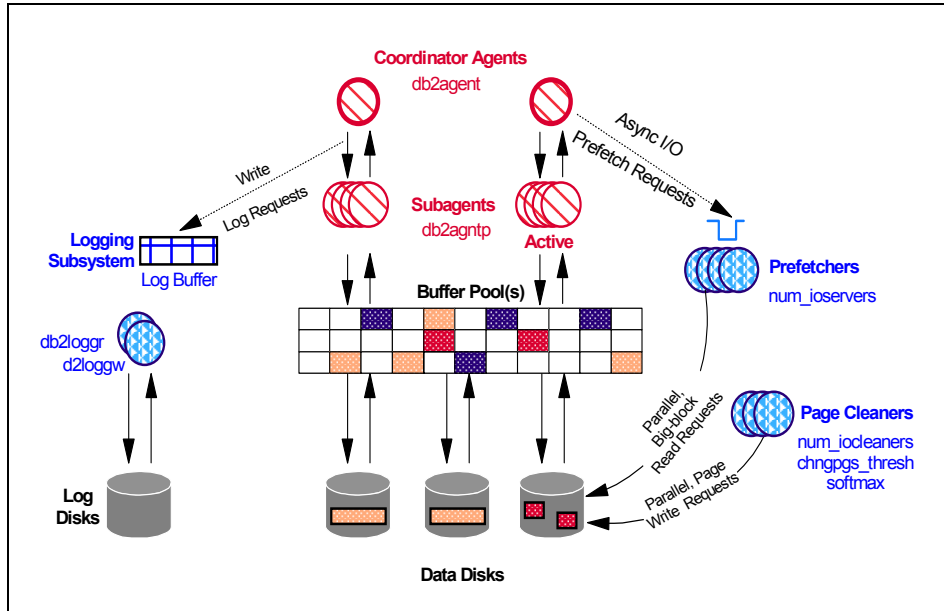 Coordinator Agents
db2agent
Async I/O
Prefetch Requests
Write
Log Requests
Subagents
db2agntp
Active
Logging
Subsystem
Log Buffer
Prefetchers
num_ioservers
Buffer Pool(s)
db2loggr
d2loggw
Parallel,
Big-block
Read Requests
Page Cleaners
num_iocleaners
chngpgs_thresh
softmax
Parallel, Page
Write Requests
Log
Disks
Data Disks